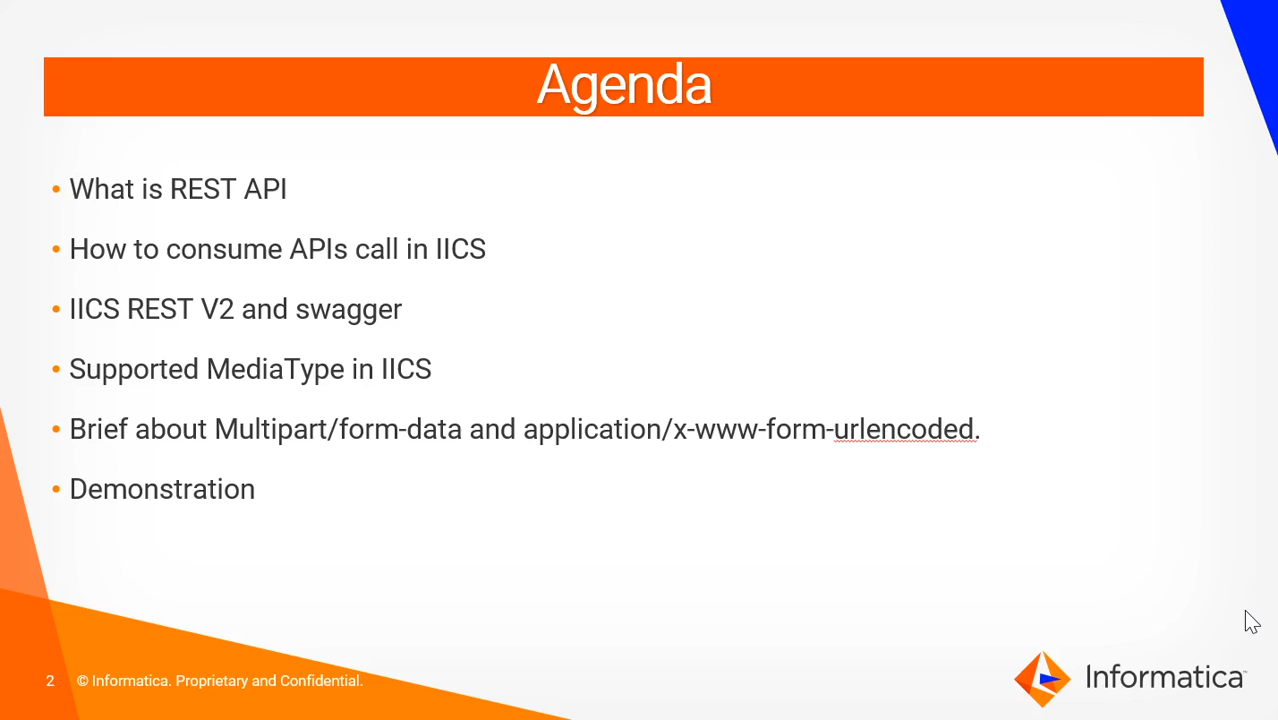 Agenda
• What is REST API
• How to consume APIs call in IICS
• IICS REST V2 and swagger
• Supported MediaType in IICS
• Brief about Multipart/form-data and application/x-www-form-urlencoded.
• Demonstration
2 © Informatica. Proprietary and Confidential.
Informatica™